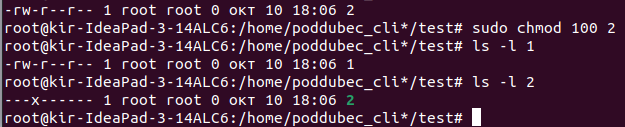 -rw-r--r-- 1 root root 0 окт 10 18:06 2
root@kir-IdeaPad-3-14ALC6:/home/poddubec_cli*/test# sudo chmod 100 2
root@kir-IdeaPad-3-14ALC6:/home/poddubec_cli*/test# ls -l 1
-rw-r--r-- 1 root root 0 окт 10 18:06 1
root@kir-IdeaPad-3-14ALC6:/home/poddubec_cli*/test# ls -l 2
---x------ 1 root root 0 окт 10 18:06 2
root@kir-IdeaPad-3-14ALC6:/home/poddubec_cli*/test#